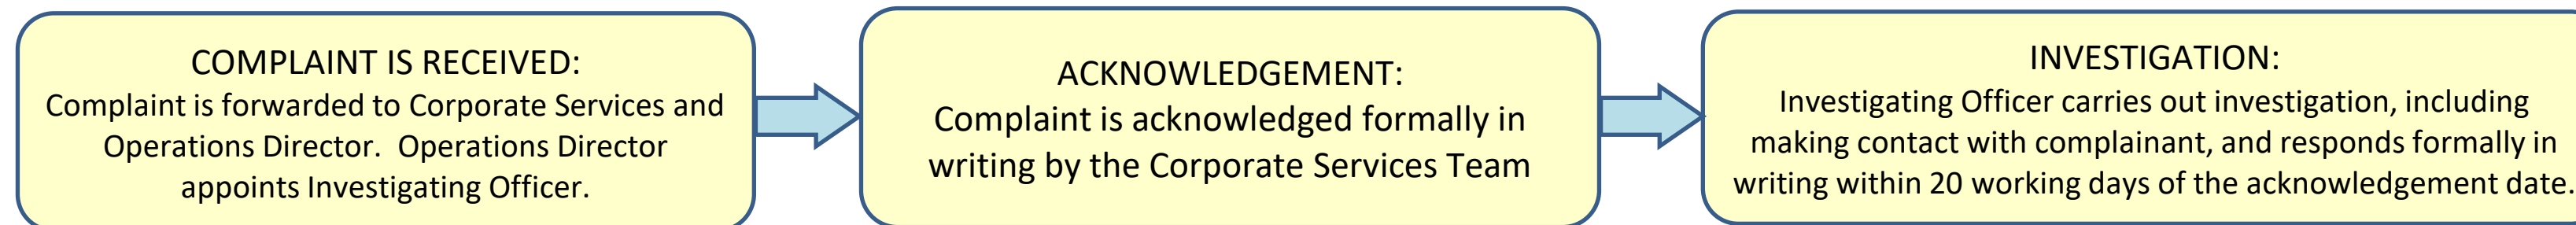 COMPLAINT IS RECEIVED:
Complaint is forwarded to Corporate Services and
Operations Director.  Operations Director
appoints Investigating Officer.
ACKNOWLEDGEMENT:
Complaint is acknowledged formally in
writing by the Corporate Services Team
INVESTIGATION:
Investigating Officer carries out investigation, including
making contact with complainant, and responds formally in
writing within 20 working days of the acknowledgement date.